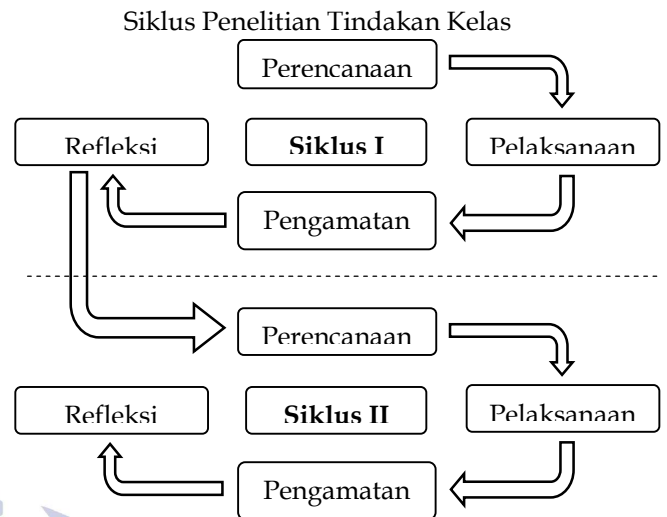 Siklus Penelitian Tindakan Kelas
Perencanaan
Refleksi
Siklus I
Pelaksanaan
Pengamatan
Perencanaan
Refleksi
Siklus II
Pelaksanaan
Pengamatan